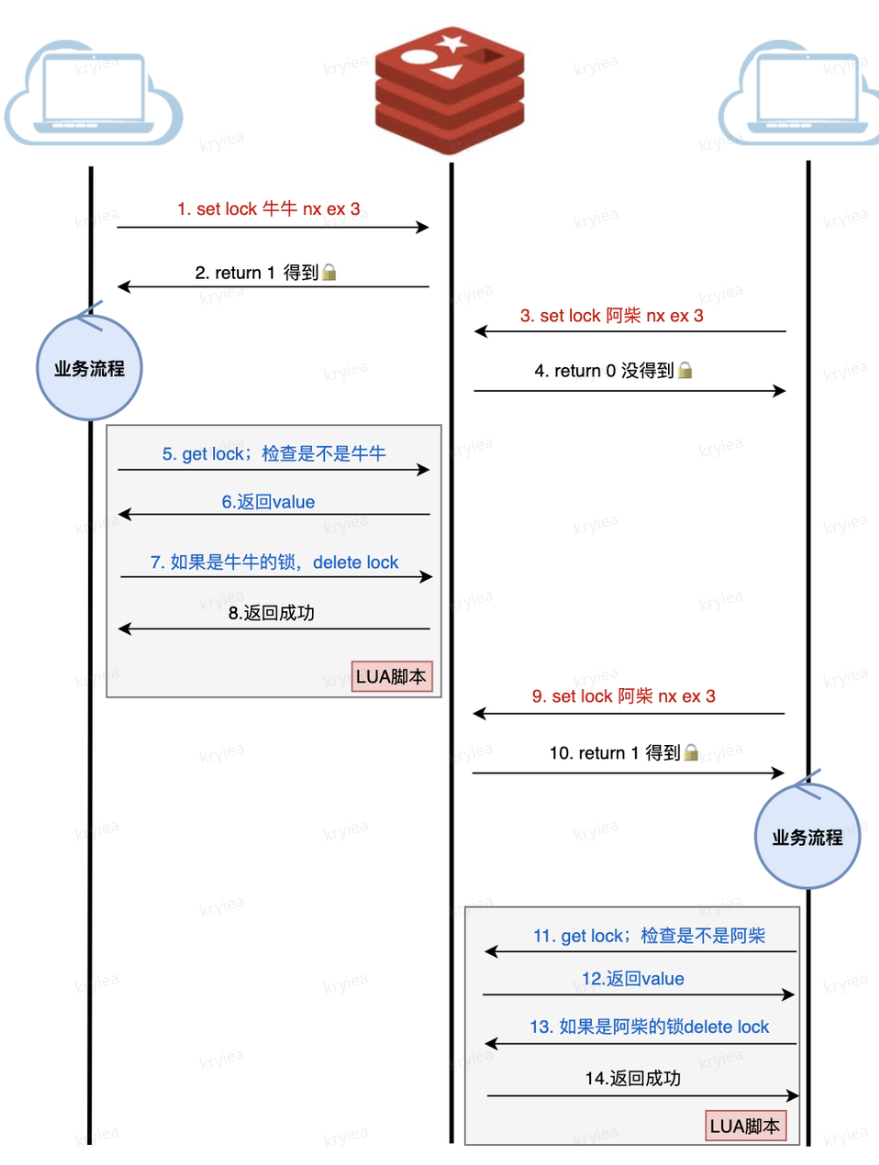 1. set lock 牛牛 nx ex 3
2. return 1 得到🔒
3. set lock 阿柴 nx ex 3
4. return 0 没得到🔒
业务流程
5. get lock；检查是不是牛牛
6.返回value
7. 如果是牛牛的锁，delete lock
8.返回成功
LUA脚本
9. set lock 阿柴 nx ex 3
10. return 1 得到🔒
业务流程
11. get lock；检查是不是阿柴
12.返回value
13. 如果是阿柴的锁delete lock
14.返回成功
LUA脚本
kryiea